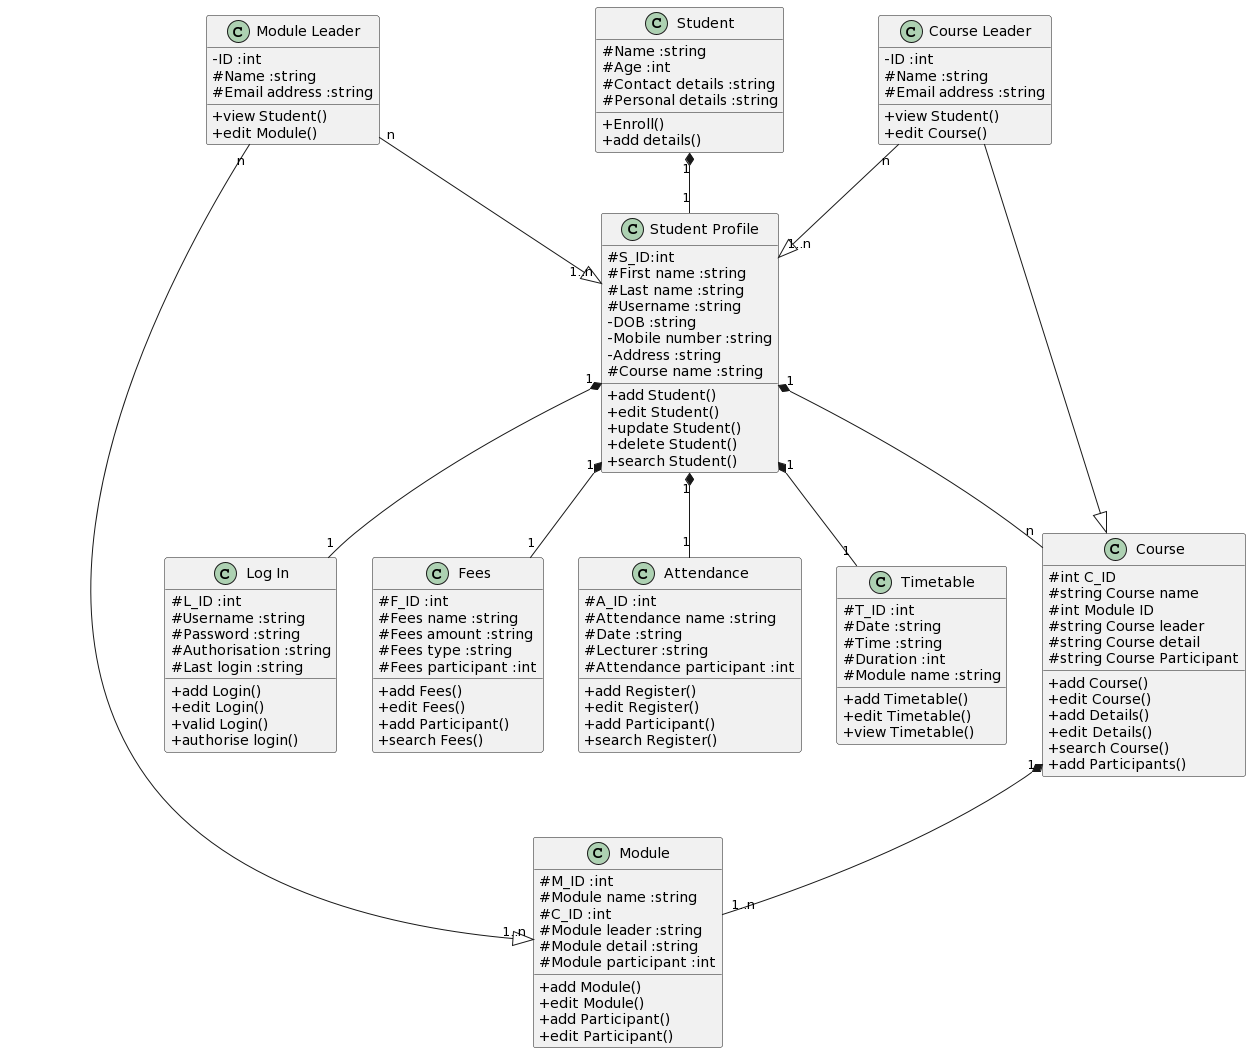 C Module Leader
-ID :int
#Name :string
#Email address :string
+view Student()
+edit Module()
C Student
#Name :string
#Age :int
#Contact details :string
#Personal details :string
+Enroll()
+add details()
C Course Leader
-ID :int
#Name :string
#Email address :string
+view Student()
+edit Course()
n
n
n
1
1
1..n
1..n
C Student Profile
#S_ID:int
#First name :string
#Last name :string
#Username :string
-DOB :string
-Mobile number :string
-Address :string
#Course name :string
+add Student()
+edit Student()
+update Student()
+delete Student()
+search Student()
1
1
1
1
1
1
1
1
1
n
C Log In
#L_ID :int
#Username :string
#Password :string
#Authorisation :string
#Last login :string
+add Login()
+edit Login()
+valid Login()
+authorise login()
C Fees
#F_ID :int
#Fees name :string
#Fees amount :string
#Fees type :string
#Fees participant :int
+add Fees()
+edit Fees()
+add Participant()
+search Fees()
C Attendance
#A_ID :int
#Attendance name :string
#Date :string
#Lecturer :string
#Attendance participant :int
+add Register()
+edit Register()
+add Participant()
+search Register()
C Timetable
#T_ID :int
#Date :string
#Time :string
#Duration :int
#Module name :string
+add Timetable()
+edit Timetable()
+view Timetable()
C Course
#int C_ID
#string Course name
#int Module ID
#string Course leader
#string Course detail
#string Course Participant
+add Course()
+edit Course()
+add Details()
+edit Details()
+search Course()
+add Participants()
1
1..n
1..n
C Module
#M_ID :int
#Module name :string
#C_ID :int
#Module leader :string
#Module detail :string
#Module participant :int
+add Module()
+edit Module()
+add Participant()
+edit Participant()